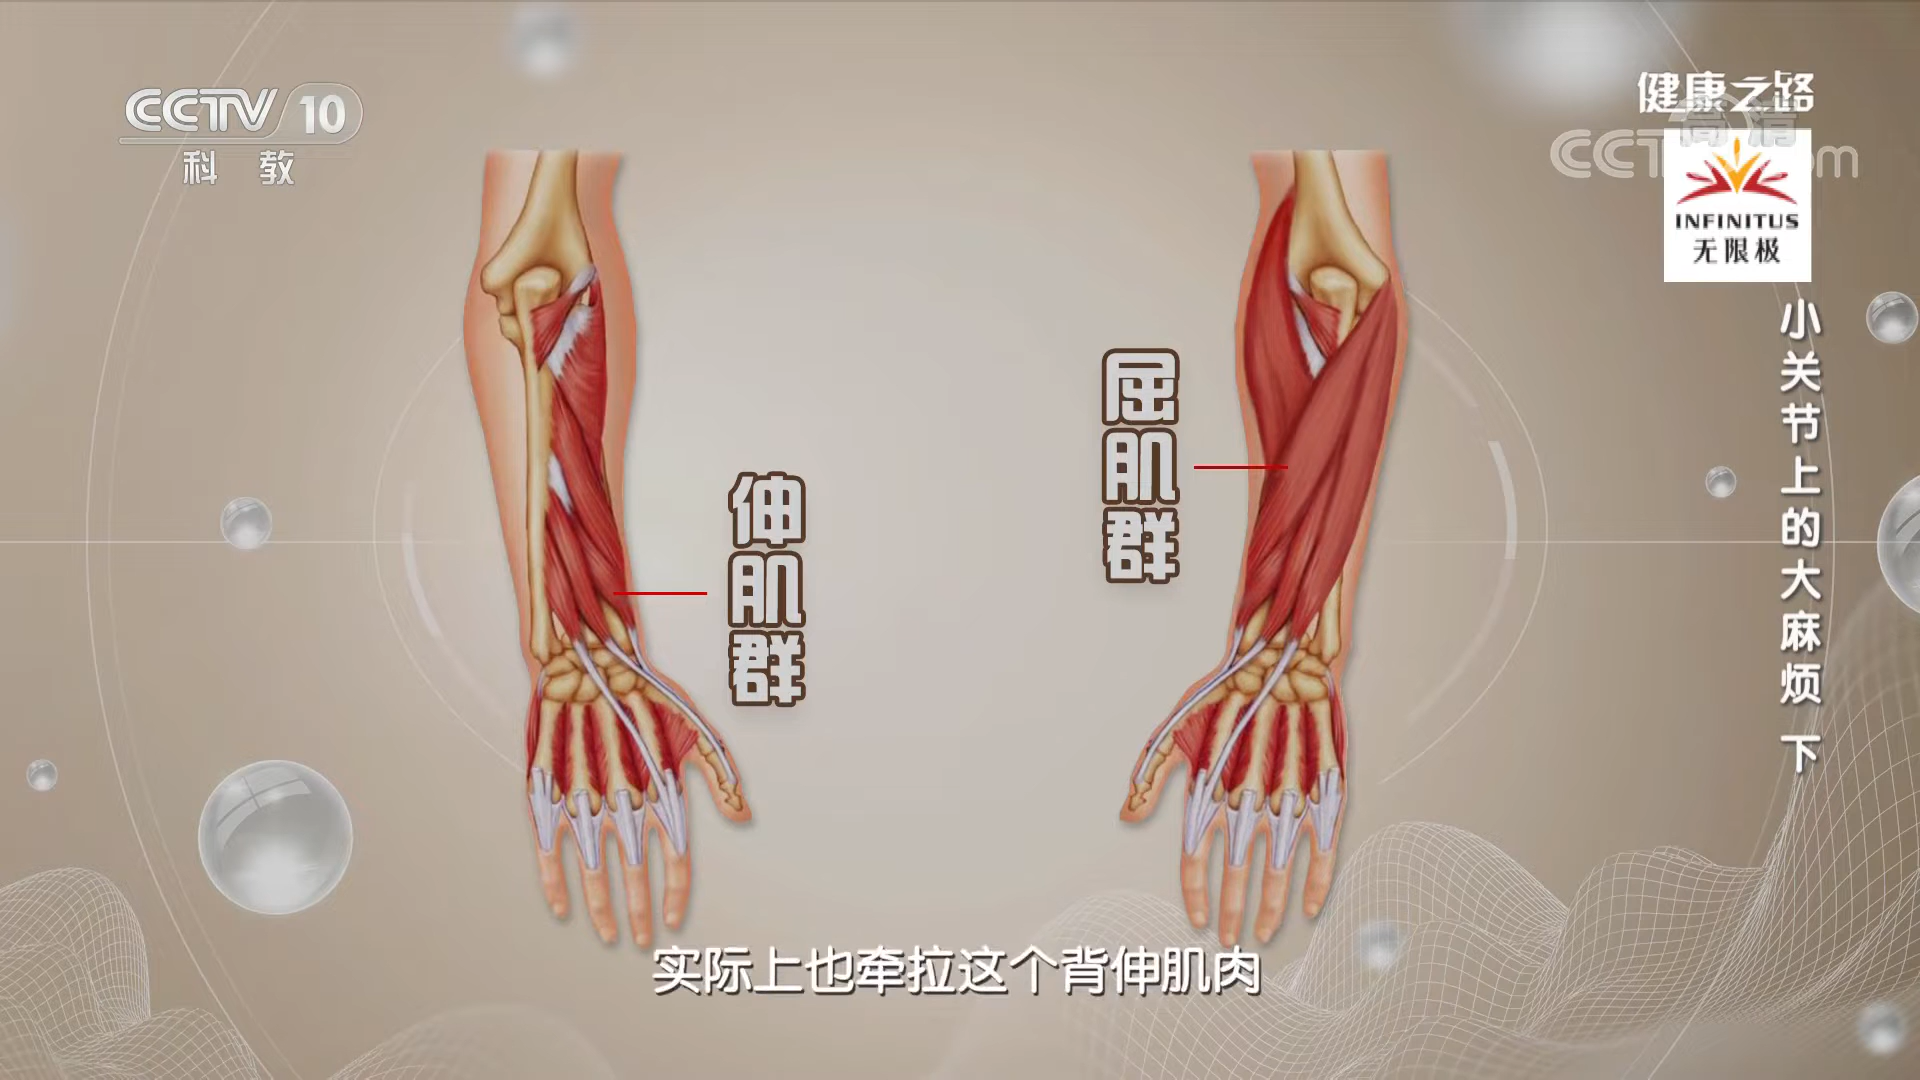 CCTV 10
科 教
健康之路
高清
INFINITUS
无限极
小关节上的大麻烦 下
屈肌群
伸肌群
实际上也牵拉这个背伸肌肉